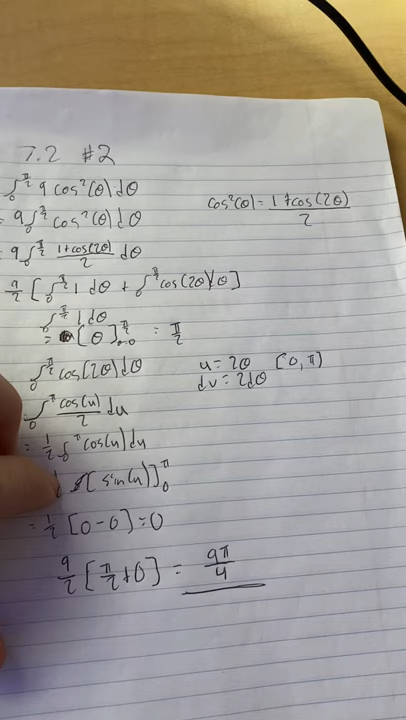 7.2 #2
∫₀^(π/2) 9 cos²(θ) dθ
= 9 ∫₀^(π/2) cos²(θ) dθ
cos²(θ) = (1+cos(2θ))/2
9 ∫₀^(π/2) (1+cos(2θ))/2 dθ
9/2 [ ∫₀^(π/2) 1 dθ + ∫₀^(π/2) cos(2θ) dθ ]
∫₀^(π/2) 1 dθ
= [θ]₀^(π/2) = π/2
∫₀^(π/2) cos(2θ) dθ
u = 2θ [0, π]
du = 2dθ
∫₀^π cos(u)/2 du
= 1/2 ∫₀^π cos(u) du
[sin(u)]₀^π
= 1/2 [0-0] = 0
9/2 [π/2 + 0] = 9π/4